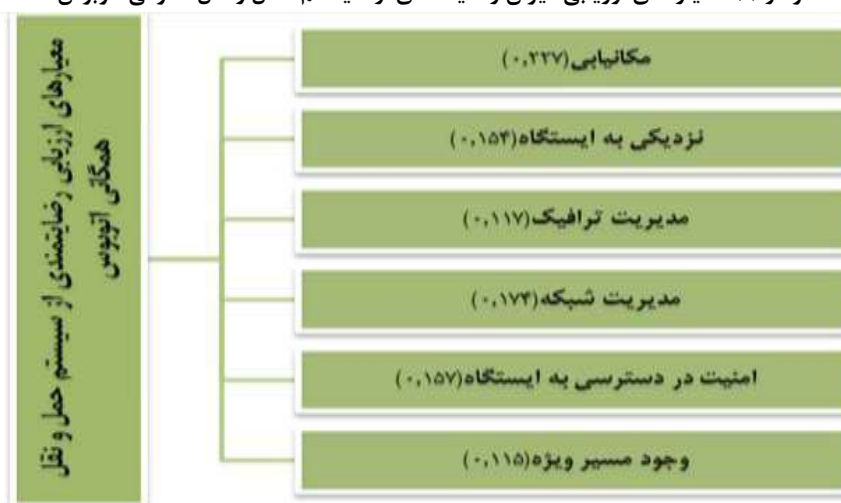 معیارهای ارزیابی رضایتمندی از سیستم حمل و نقل
همگانی اتوبوس
مکانیابی(۰,۲۲۷)
نزدیکی به ایستگاه(۰,۱۵۴)
مدیریت ترافیک(۰,۱۱۷)
مدیریت شبکه(۰,۱۷۴)
امنیت در دسترسی به ایستگاه(۰,۱۵۷)
وجود مسیر ویژه(۰,۱۱۵)